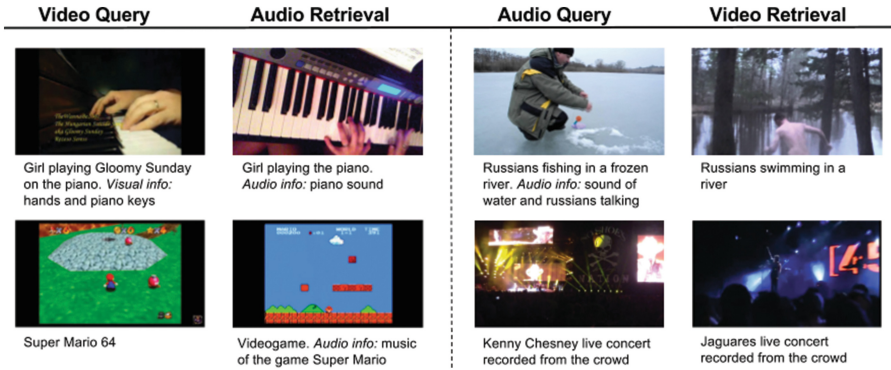 Video Query
Audio Retrieval
Audio Query
Video Retrieval
Girl playing Gloomy Sunday
on the piano. Visual info:
hands and piano keys
Girl playing the piano.
Audio info: piano sound
Russians fishing in a frozen
river. Audio info: sound of
water and russians talking
Russians swimming in a
river
Super Mario 64
Videogame. Audio info: music
of the game Super Mario
Kenny Chesney live concert
recorded from the crowd
Jaguares live concert
recorded from the crowd